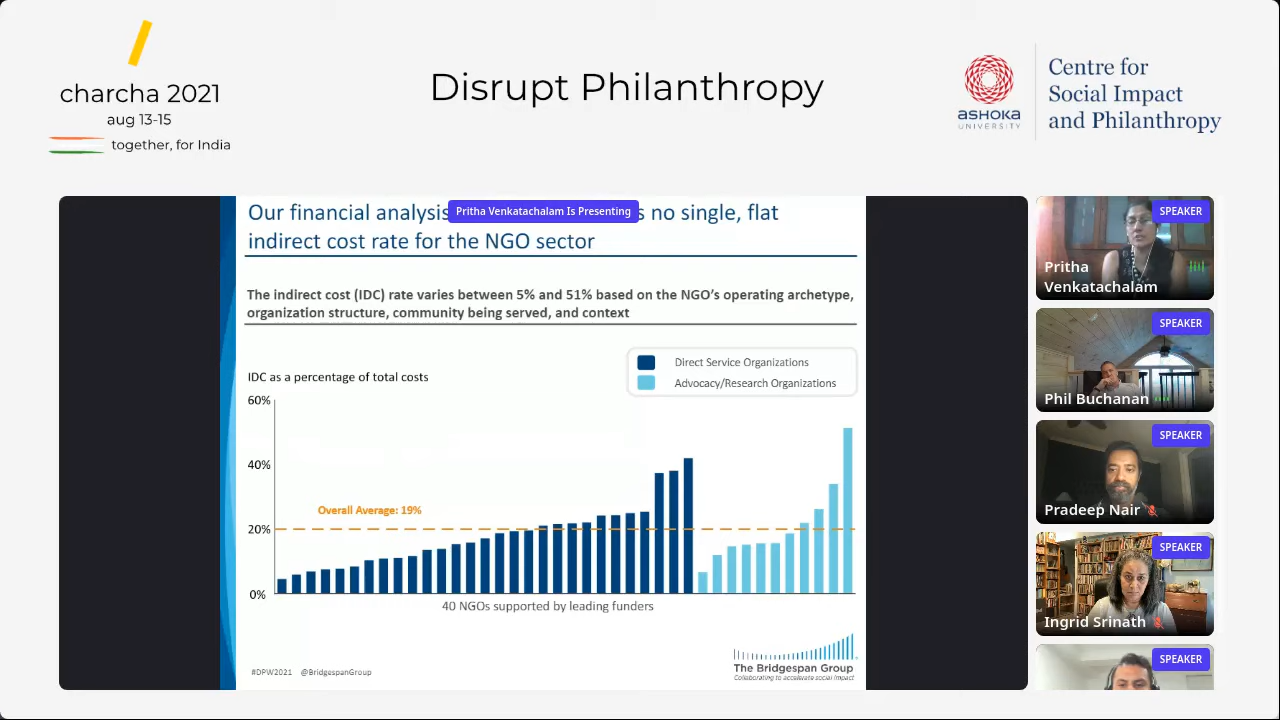 charcha 2021
aug 13-15
together, for India
Disrupt Philanthropy
ASHOKA
UNIVERSITY
Centre for
Social Impact
and Philanthropy
Our financial analysis
Pritha Venkatachalam Is Presenting
s no single, flat
indirect cost rate for the NGO sector
The indirect cost (IDC) rate varies between 5% and 51% based on the NGO's operating archetype,
organization structure, community being served, and context
Direct Service Organizations
Advocacy/Research Organizations
IDC as a percentage of total costs
60%
40%
Overall Average: 19%
20%
0%
40 NGOs supported by leading funders
#DPW2021 @BridgespanGroup
The Bridgespan Group
Collaborating to accelerate social impact
SPEAKER
Pritha
Venkatachalam
SPEAKER
Phil Buchanan
SPEAKER
Pradeep Nair
SPEAKER
Ingrid Srinath
SPEAKER